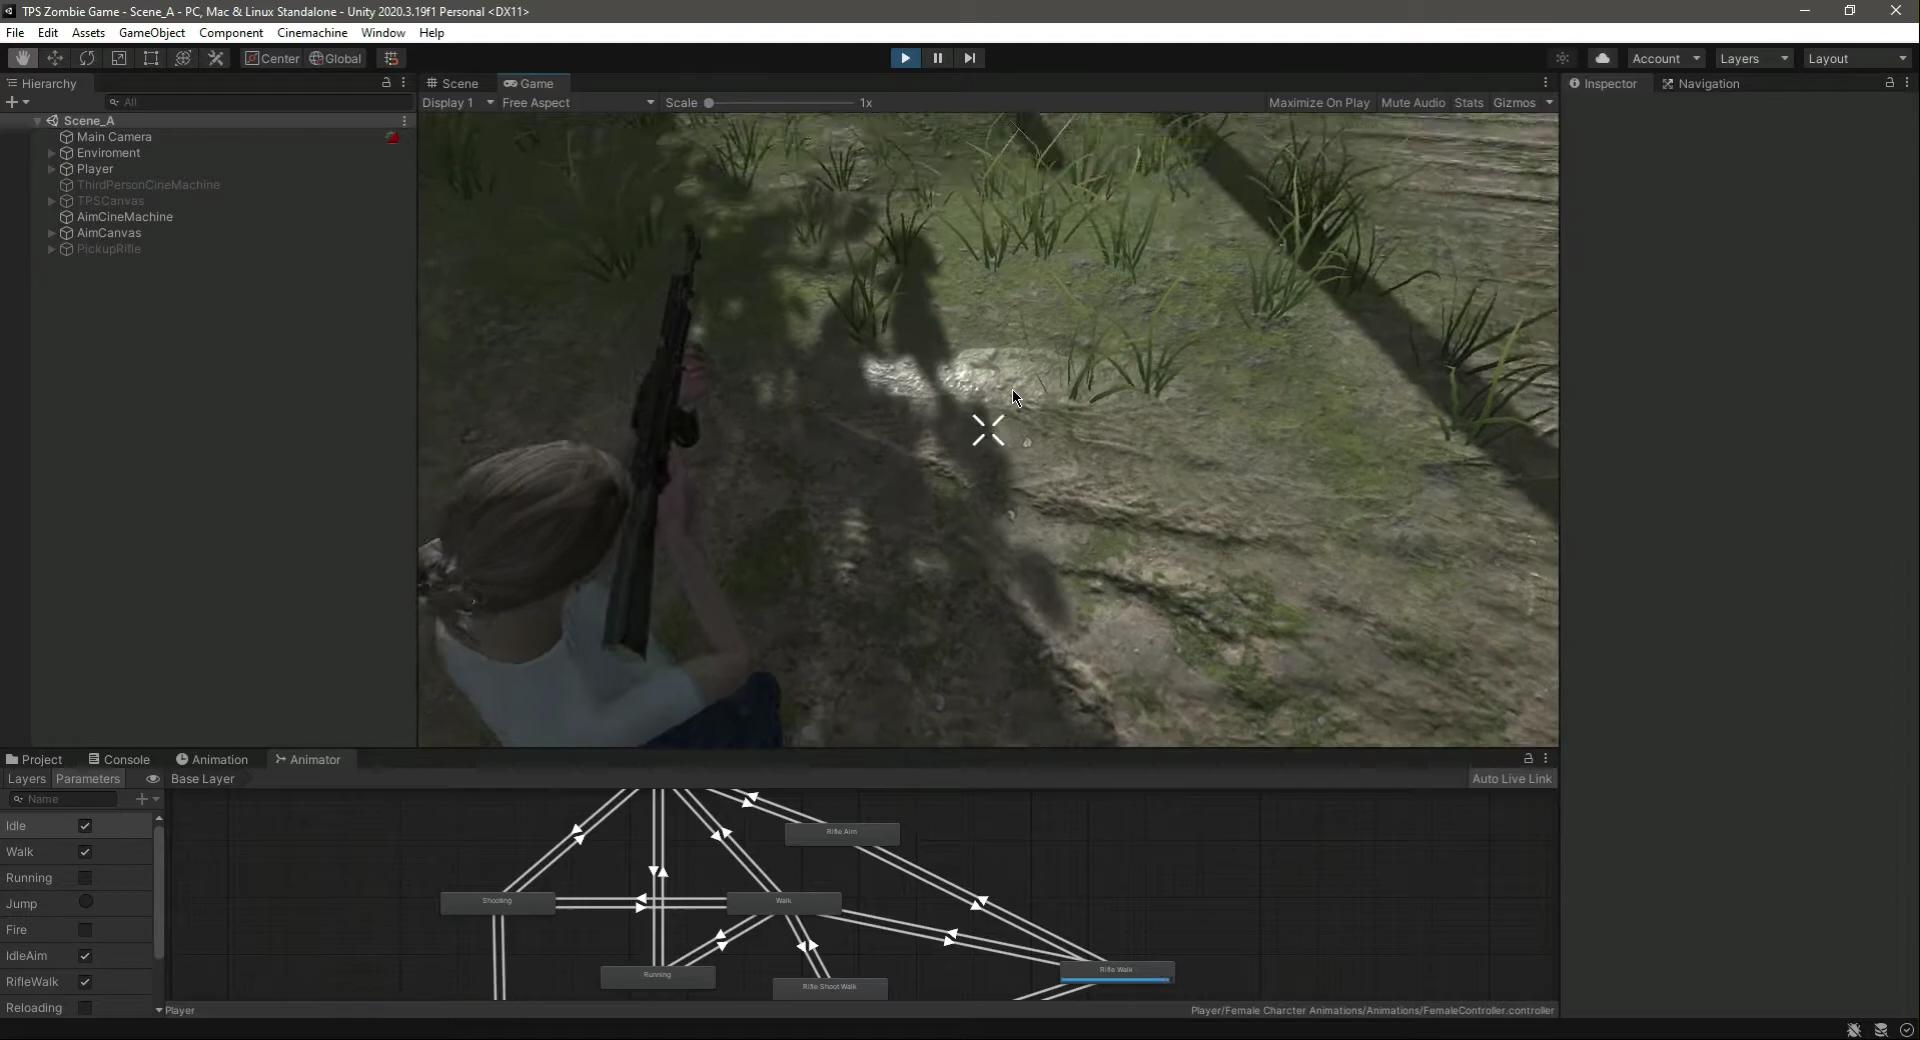 TPS Zombie Game - Scene_A - PC, Mac & Linux Standalone - Unity 2020.3.19f1 Personal <DX11>
File Edit Assets GameObject Component Cinemachine Window Help
Center Global Account Layers Layout
Hierarchy Scene Game Inspector Navigation
All Display 1 Free Aspect Scale 1x Maximize On Play Mute Audio Stats Gizmos
Scene_A
Main Camera
Enviroment
Player
ThirdPersonCineMachine
TPSCanvas
AimCineMachine
AimCanvas
PickupRifle
Project Console Animation Animator
Layers Parameters Base Layer Auto Live Link
Name
Idle
Rifle Aim
Walk
Running
Jump
Shooting
Walk
Fire
IdleAim
Running
Rifle Walk
RifleWalk
Rifle Shoot Walk
Reloading
Player
Player/Female Charcter Animations/Animations/FemaleController.controller